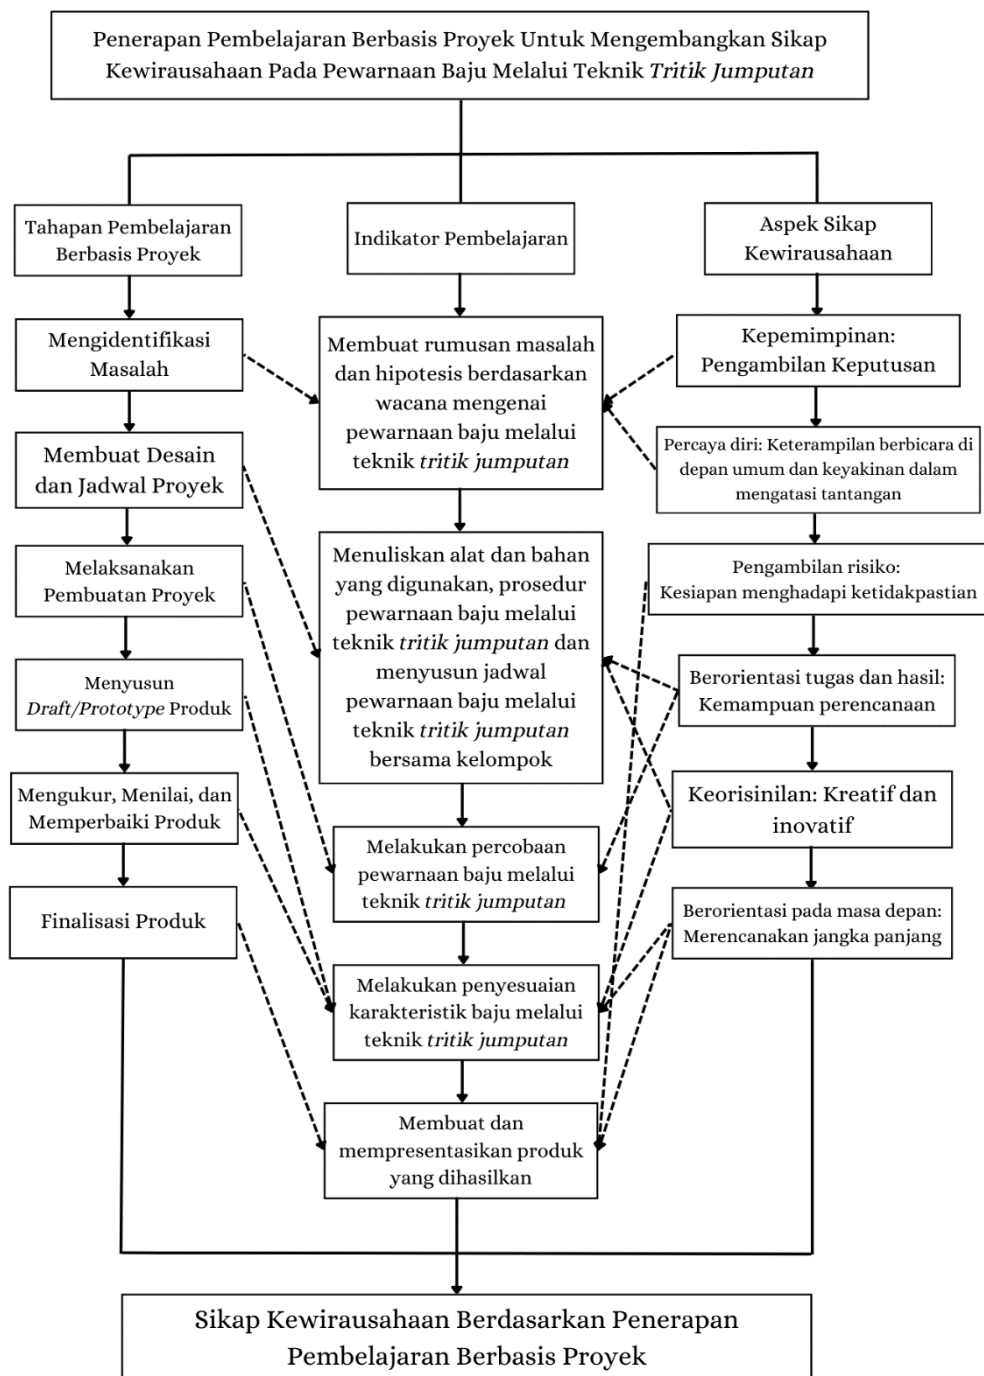 Penerapan Pembelajaran Berbasis Proyek Untuk Mengembangkan Sikap
Kewirausahaan Pada Pewarnaan Baju Melalui Teknik Tritik Jumputan
Tahapan Pembelajaran
Berbasis Proyek
Mengidentifikasi
Masalah
Membuat Desain
dan Jadwal Proyek
Melaksanakan
Pembuatan Proyek
Menyusun
Draft/Prototype Produk
Mengukur, Menilai, dan
Memperbaiki Produk
Finalisasi Produk
Indikator Pembelajaran
Membuat rumusan masalah
dan hipotesis berdasarkan
wacana mengenai
pewarnaan baju melalui
teknik tritik jumputan
Menuliskan alat dan bahan
yang digunakan, prosedur
pewarnaan baju melalui
teknik tritik jumputan dan
menyusun jadwal
pewarnaan baju melalui
teknik tritik jumputan
bersama kelompok
Melakukan percobaan
pewarnaan baju melalui
teknik tritik jumputan
Melakukan penyesuaian
karakteristik baju melalui
teknik tritik jumputan
Membuat dan
mempresentasikan produk
yang dihasilkan
Aspek Sikap
Kewirausahaan
Kepemimpinan:
Pengambilan Keputusan
Percaya diri: Keterampilan berbicara di
depan umum dan keyakinan dalam
mengatasi tantangan
Pengambilan risiko:
Kesiapan menghadapi ketidakpastian
Berorientasi tugas dan hasil:
Kemampuan perencanaan
Keorisinilan: Kreatif dan
inovatif
Berorientasi pada masa depan:
Merencanakan jangka panjang
Sikap Kewirausahaan Berdasarkan Penerapan
Pembelajaran Berbasis Proyek